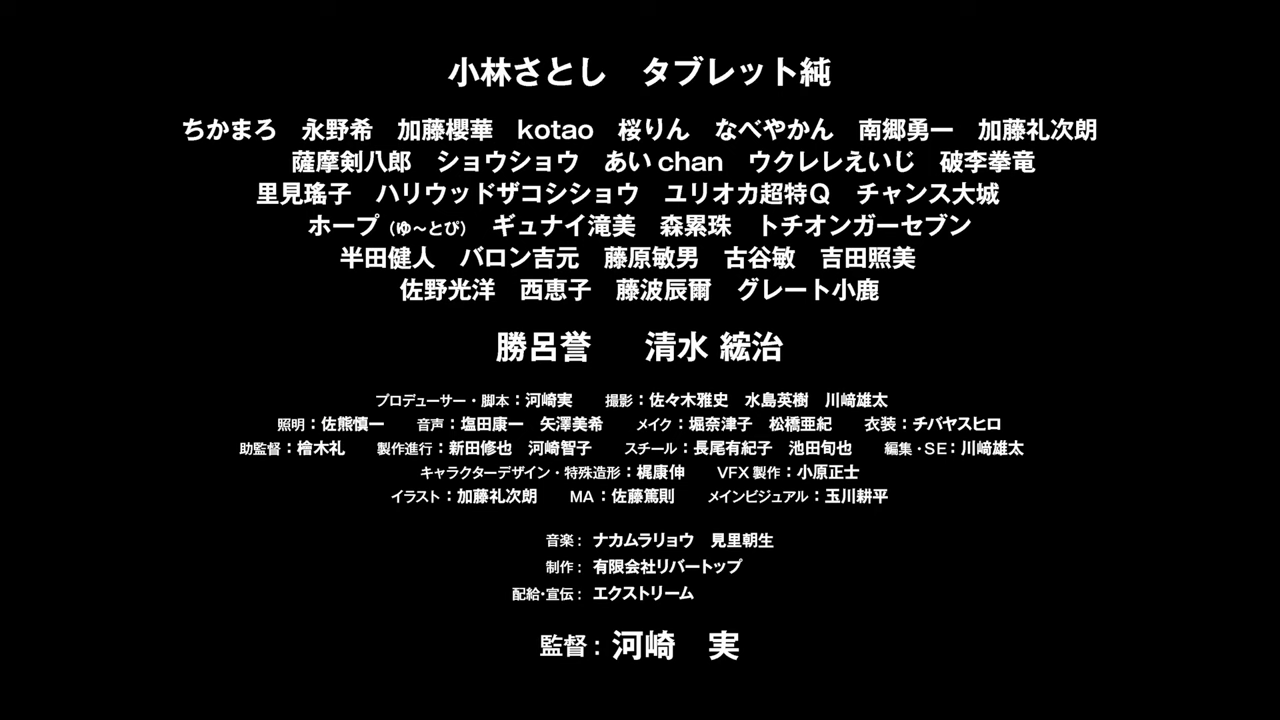 小林さとし　タブレット純
ちかまろ　永野希　加藤櫻華　kotao　桜りん　なべやかん　南郷勇一　加藤礼次朗
薩摩剣八郎　ショウショウ　あいchan　ウクレレえいじ　破李拳竜
里見瑤子　ハリウッドザコシショウ　ユリオカ超特Q　チャンス大城
ホープ（ゆ〜とぴ）　ギュナイ滝美　森累珠　トチオンガーセブン
半田健人　バロン吉元　藤原敏男　古谷敏　吉田照美
佐野光洋　西恵子　藤波辰爾　グレート小鹿
勝呂誉　清水 綋治
プロデューサー・脚本：河崎実　撮影：佐々木雅史　水島英樹　川﨑雄太
照明：佐熊慎一　音声：塩田康一　矢澤美希　メイク：堀奈津子　松橋亜紀　衣装：チバヤスヒロ
助監督：檜木礼　製作進行：新田修也　河崎智子　スチール：長尾有紀子　池田旬也　編集・SE：川﨑雄太
キャラクターデザイン・特殊造形：梶康伸　VFX製作：小原正士
イラスト：加藤礼次朗　MA：佐藤篤則　メインビジュアル：玉川耕平
音楽：ナカムラリョウ　見里朝生
制作：有限会社リバートップ
配給・宣伝：エクストリーム
監督：河崎　実